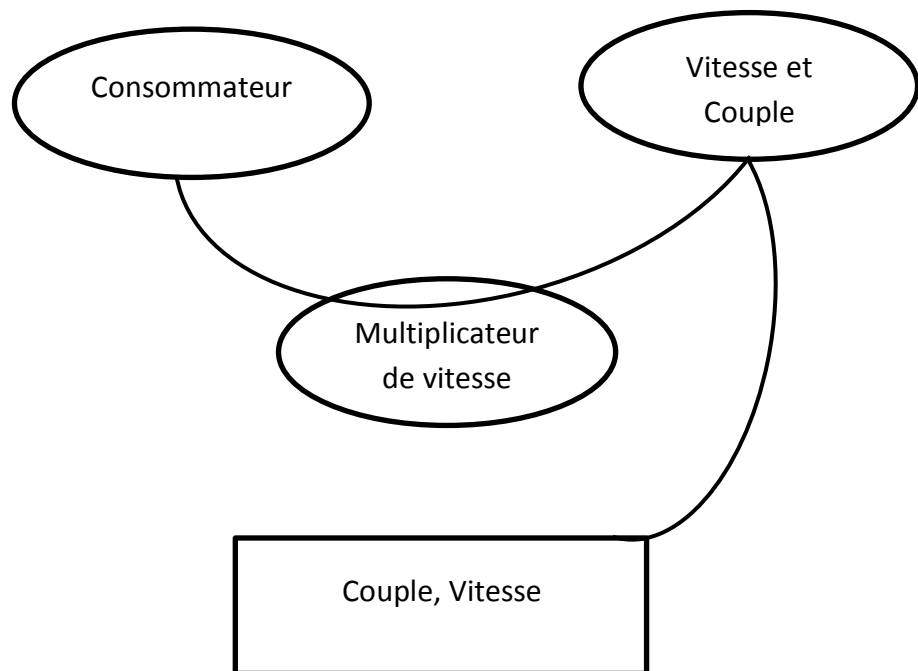 Consommateur
Vitesse et
Couple
Multiplicateur
de vitesse
Couple, Vitesse